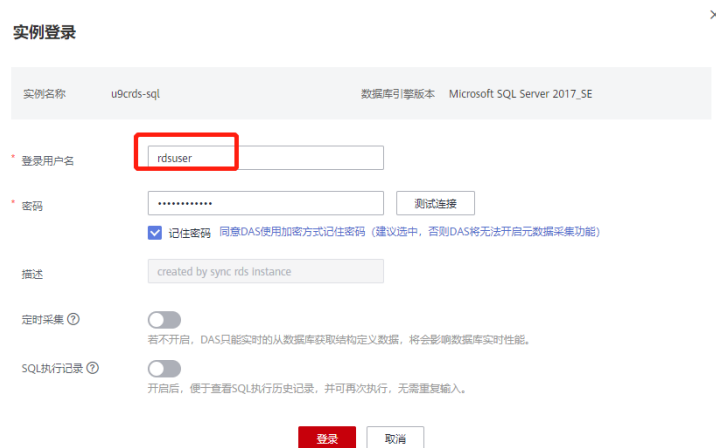 实例登录
实例名称 u9crds-sql 数据库引擎版本 Microsoft SQL Server 2017_SE
* 登录用户名 rdsuser
* 密码 •••••••••••• 测试连接
记住密码 同意DAS使用加密方式记住密码（建议选中，否则DAS将无法开启元数据采集功能）
描述 created by sync rds instance
定时采集 ?
若不开启，DAS只能实时的从数据库获取结构定义数据，将会影响数据库实时性能。
SQL执行记录 ?
开启后，便于查看SQL执行历史记录，并可再次执行，无需重复输入。
登录 取消